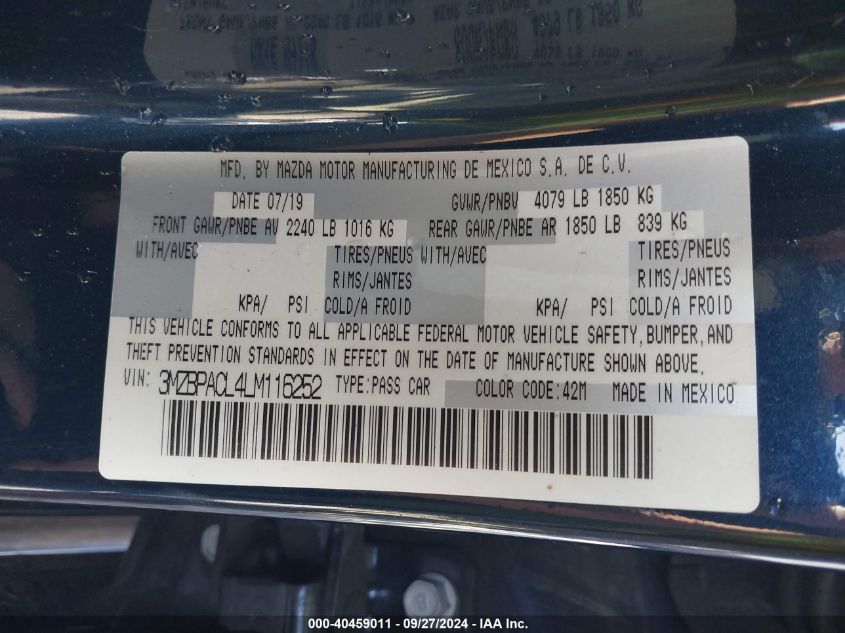 MFD. BY MAZDA MOTOR MANUFACTURING DE MEXICO S.A. DE C.V.
DATE 07/19 GVWR/PNBV 4079 LB 1850 KG
FRONT GAWR/PNBE AV 2240 LB 1016 KG REAR GAWR/PNBE AR 1850 LB 839 KG
WITH/AVEC TIRES/PNEUS WITH/AVEC TIRES/PNEUS
RIMS/JANTES RIMS/JANTES
KPA/ PSI COLD/A FROID KPA/ PSI COLD/A FROID
THIS VEHICLE CONFORMS TO ALL APPLICABLE FEDERAL MOTOR VEHICLE SAFETY, BUMPER, AND
THEFT PREVENTION STANDARDS IN EFFECT ON THE DATE OF MANUFACTURE SHOWN ABOVE.
VIN: 3MZBPACL4LM116252 TYPE:PASS CAR COLOR CODE:42M MADE IN MEXICO
000-40459011 - 09/27/2024 - IAA Inc.